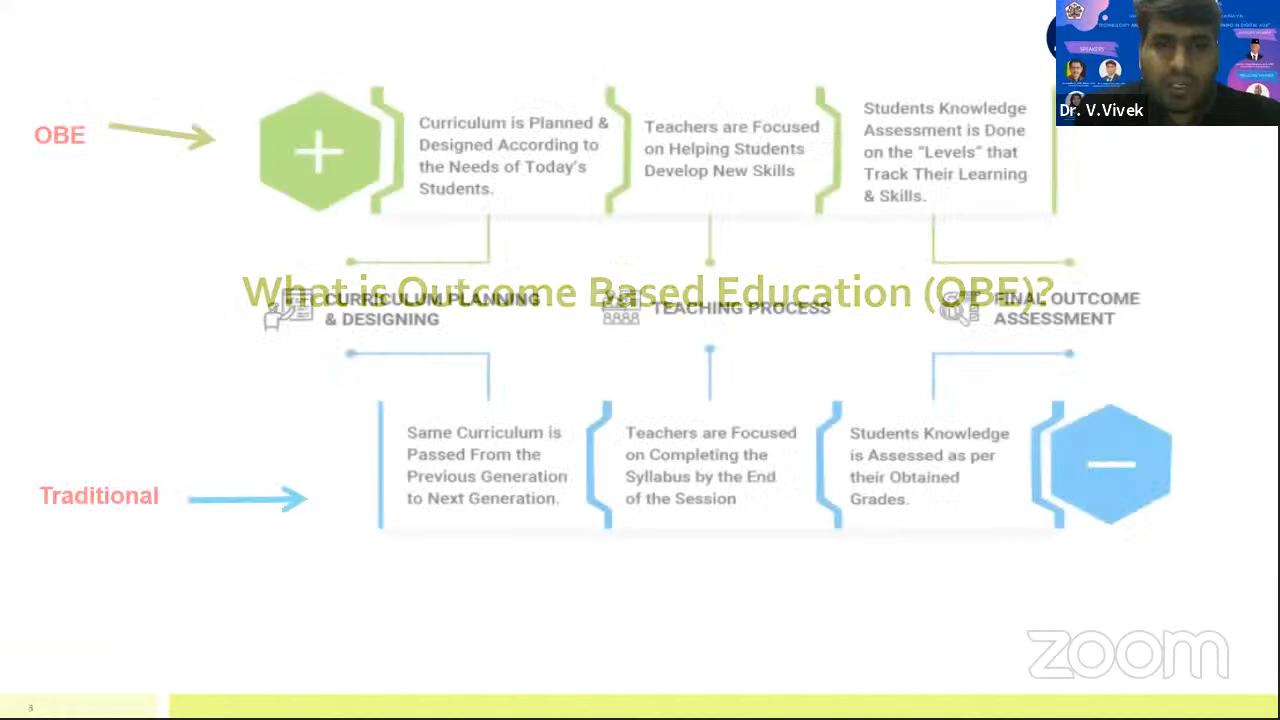 OBE
Curriculum is Planned &
Designed According to
the Needs of Today's
Students.
Teachers are Focused
on Helping Students
Develop New Skills
Students Knowledge
Assessment is Done
on the “Levels” that
Track Their Learning
& Skills.
What is Outcome Based Education (OBE)?
CURRICULUM PLANNING
& DESIGNING
TEACHING PROCESS
FINAL OUTCOME
ASSESSMENT
Traditional
Same Curriculum is
Passed From the
Previous Generation
to Next Generation.
Teachers are Focused
on Completing the
Syllabus by the End
of the Session
Students Knowledge
is Assessed as per
their Obtained
Grades.
SPEAKERS
Dr. V.Vivek
zoom